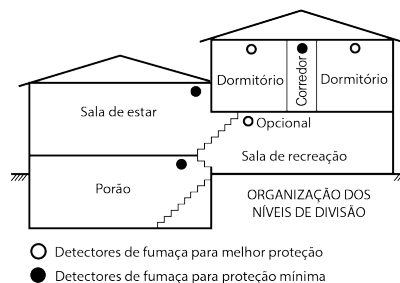 Dormitório
Corredor
Dormitório
Sala de estar
Opcional
Sala de recreação
Porão
ORGANIZAÇÃO DOS
NÍVEIS DE DIVISÃO
Detectores de fumaça para melhor proteção
Detectores de fumaça para proteção mínima